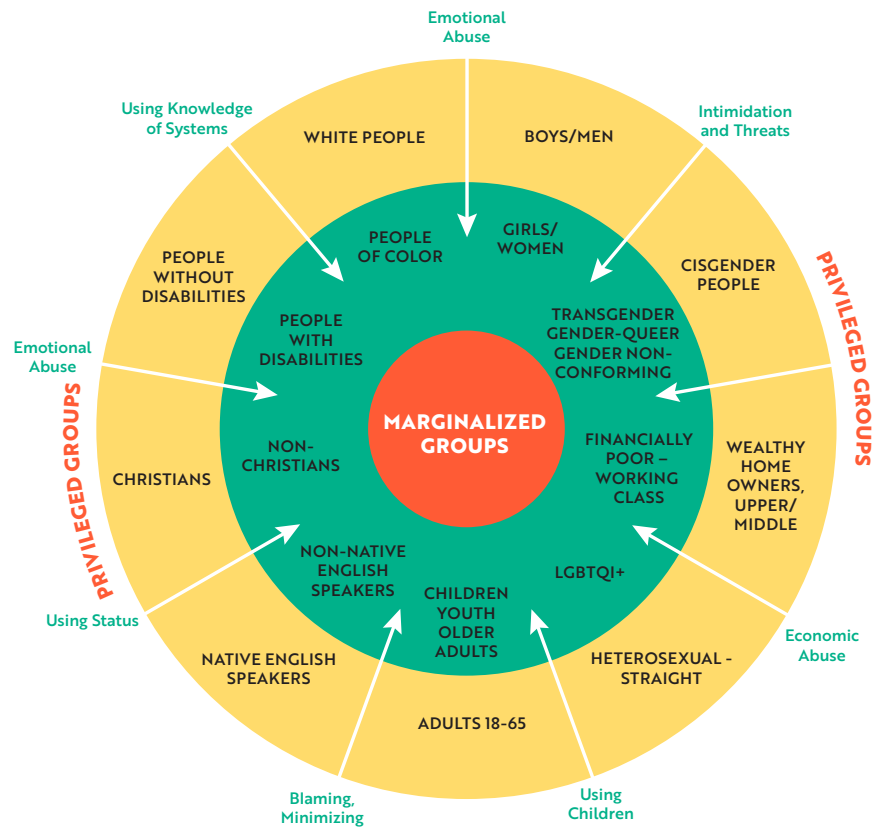 Emotional
Abuse
Using Knowledge
of Systems
Intimidation
and Threats
WHITE PEOPLE
BOYS/MEN
PEOPLE
OF COLOR
GIRLS/
WOMEN
PEOPLE
WITHOUT
DISABILITIES
CISGENDER
PEOPLE
PEOPLE
WITH
DISABILITIES
TRANSGENDER
GENDER-QUEER
GENDER NON-
CONFORMING
Emotional
Abuse
PRIVILEGED GROUPS
PRIVILEGED GROUPS
MARGINALIZED
GROUPS
CHRISTIANS
NON-
CHRISTIANS
FINANCIALLY
POOR –
WORKING
CLASS
WEALTHY
HOME
OWNERS,
UPPER/
MIDDLE
NON-NATIVE
ENGLISH
SPEAKERS
CHILDREN
YOUTH
OLDER
ADULTS
LGBTQI+
Using Status
Economic
Abuse
NATIVE ENGLISH
SPEAKERS
HETEROSEXUAL -
STRAIGHT
ADULTS 18-65
Blaming,
Minimizing
Using
Children